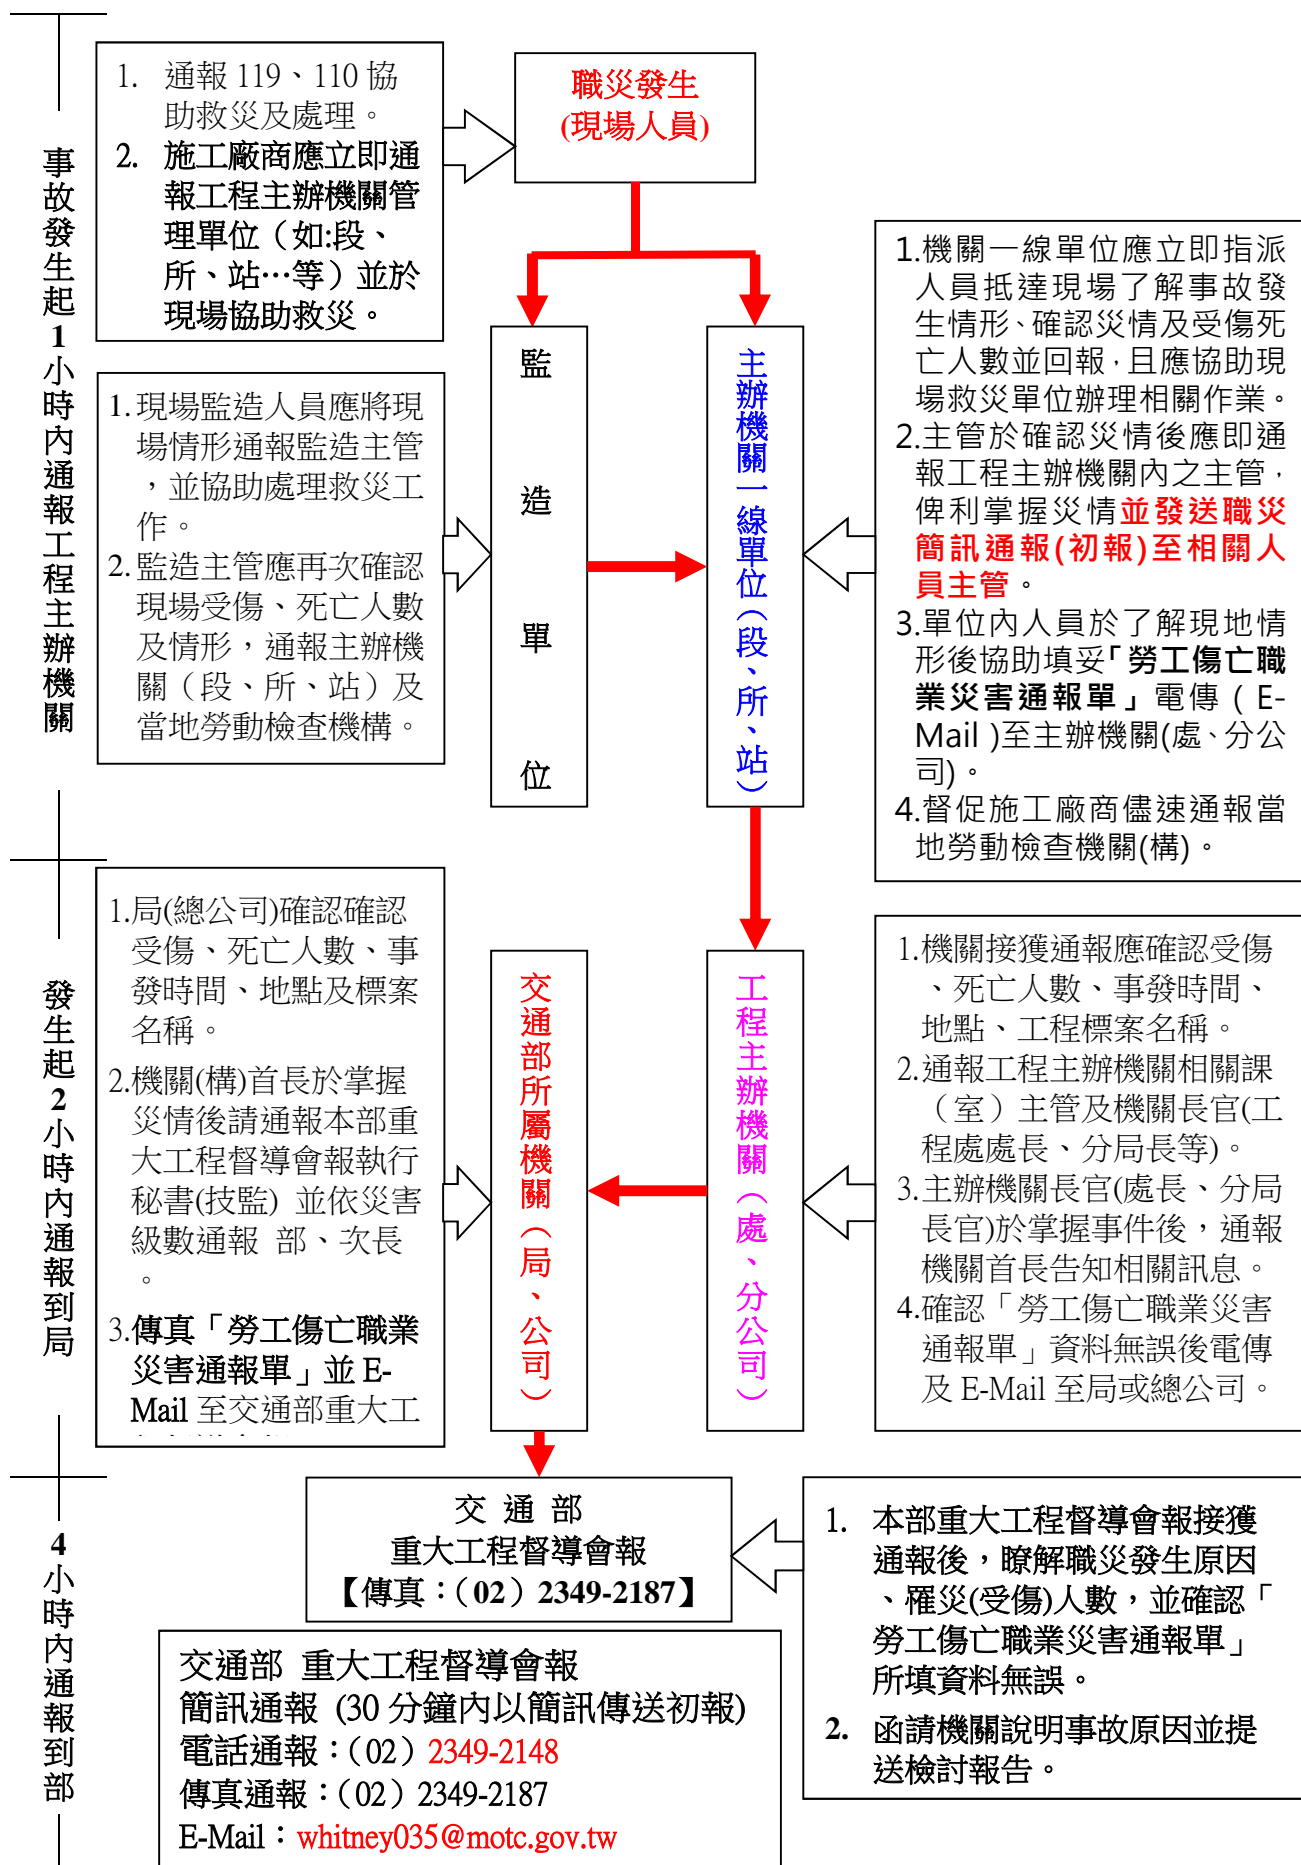 事故發生起1小時內通報工程主辦機關
1. 通報 119、110 協
助救災及處理。
2. 施工廠商應立即通
報工程主辦機關管
理單位（如:段、
所、站…等）並於
現場協助救災。
職災發生
(現場人員)
1.現場監造人員應將現
場情形通報監造主管
，並協助處理救災工
作。
2.監造主管應再次確認
現場受傷、死亡人數
及情形，通報主辦機
關（段、所、站）及
當地勞動檢查機構。
監造單位
主辦機關一線單位（段、所、站）
1.機關一線單位應立即指派
人員抵達現場了解事故發
生情形、確認災情及受傷死
亡人數並回報，且應協助現
場救災單位辦理相關作業。
2.主管於確認災情後應即通
報工程主辦機關內之主管，
俾利掌握災情並發送職災
簡訊通報(初報)至相關人
員主管。
3.單位內人員於了解現地情
形後協助填妥「勞工傷亡職
業災害通報單」電傳（E-
Mail )至主辦機關(處、分公
司)。
4.督促施工廠商儘速通報當
地勞動檢查機關(構)。
發生起2小時內通報到局
1.局(總公司)確認確認
受傷、死亡人數、事
發時間、地點及標案
名稱。
2.機關(構)首長於掌握
災情後請通報本部重
大工程督導會報執行
秘書(技監) 並依災害
級數通報 部、次長
。
3.傳真「勞工傷亡職業
災害通報單」並 E-
Mail 至交通部重大工
交通部所屬機關（局、公司）
工程主辦機關（處、分公司）
1.機關接獲通報應確認受傷
、死亡人數、事發時間、
地點、工程標案名稱。
2.通報工程主辦機關相關課
（室）主管及機關長官(工
程處處長、分局長等)。
3.主辦機關長官(處長、分局
長官)於掌握事件後，通報
機關首長告知相關訊息。
4.確認「勞工傷亡職業災害
通報單」資料無誤後電傳
及 E-Mail 至局或總公司。
4小時內通報到部
交 通 部
重大工程督導會報
【傳真：（02）2349-2187】
1. 本部重大工程督導會報接獲
通報後，瞭解職災發生原因
、罹災(受傷)人數，並確認「
勞工傷亡職業災害通報單」
所填資料無誤。
2. 函請機關說明事故原因並提
送檢討報告。
交通部 重大工程督導會報
簡訊通報 (30 分鐘內以簡訊傳送初報)
電話通報：（02）2349-2148
傳真通報：（02）2349-2187
E-Mail：whitney035@motc.gov.tw